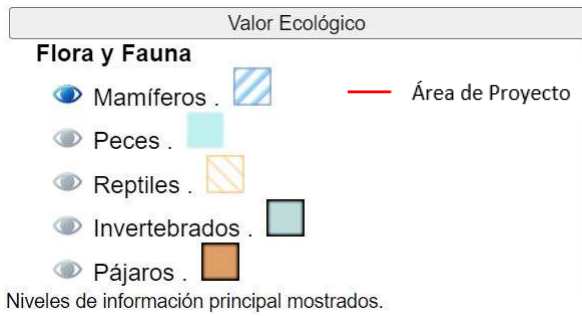 Valor Ecológico
Flora y Fauna
Mamíferos .
Área de Proyecto
Peces .
Reptiles .
Invertebrados .
Pájaros .
Niveles de información principal mostrados.